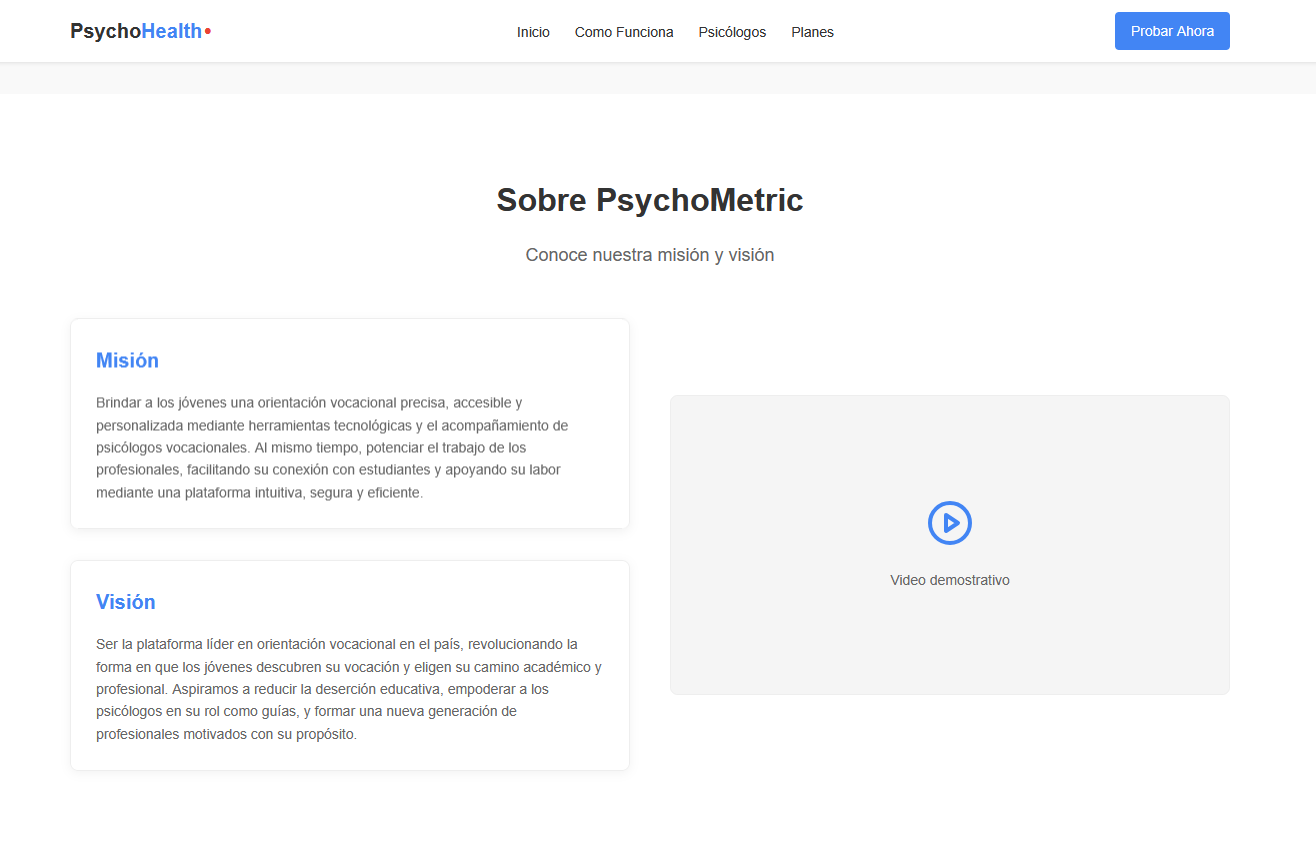 PsychoHealth
Inicio
Como Funciona
Psicólogos
Planes
Probar Ahora
Sobre PsychoMetric
Conoce nuestra misión y visión
Misión
Brindar a los jóvenes una orientación vocacional precisa, accesible y
personalizada mediante herramientas tecnológicas y el acompañamiento de
psicólogos vocacionales. Al mismo tiempo, potenciar el trabajo de los
profesionales, facilitando su conexión con estudiantes y apoyando su labor
mediante una plataforma intuitiva, segura y eficiente.
Visión
Ser la plataforma líder en orientación vocacional en el país, revolucionando la
forma en que los jóvenes descubren su vocación y eligen su camino académico y
profesional. Aspiramos a reducir la deserción educativa, empoderar a los
psicólogos en su rol como guías, y formar una nueva generación de
profesionales motivados con su propósito.
Video demostrativo